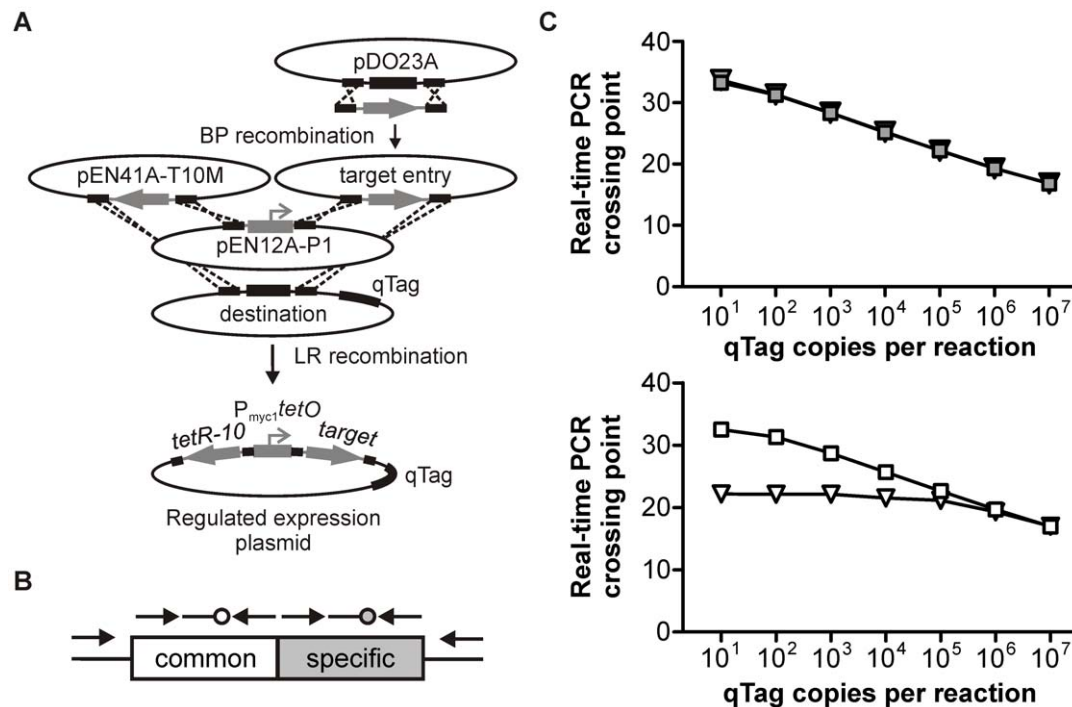 A
pDO23A
BP recombination
pEN41A-T10M
target entry
pEN12A-P1
qTag
destination
LR recombination
Pmyc1tetO
tetR-10
target
qTag
Regulated expression
plasmid
B
common
specific
C
Real-time PCR
crossing point
40
30
20
10
0
10¹ 10² 10³ 10⁴ 10⁵ 10⁶ 10⁷
qTag copies per reaction
Real-time PCR
crossing point
40
30
20
10
0
10¹ 10² 10³ 10⁴ 10⁵ 10⁶ 10⁷
qTag copies per reaction